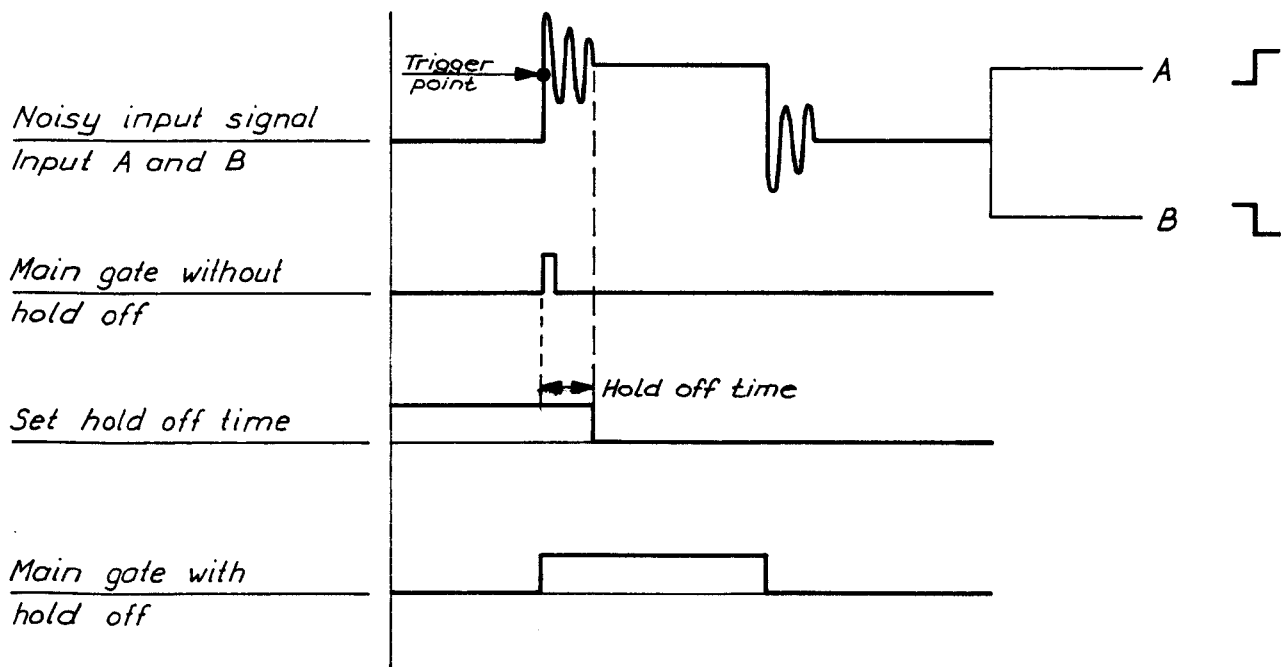 Trigger
point
Noisy input signal
Input A and B
A
B
Main gate without
hold off
Hold off time
Set hold off time
Main gate with
hold off